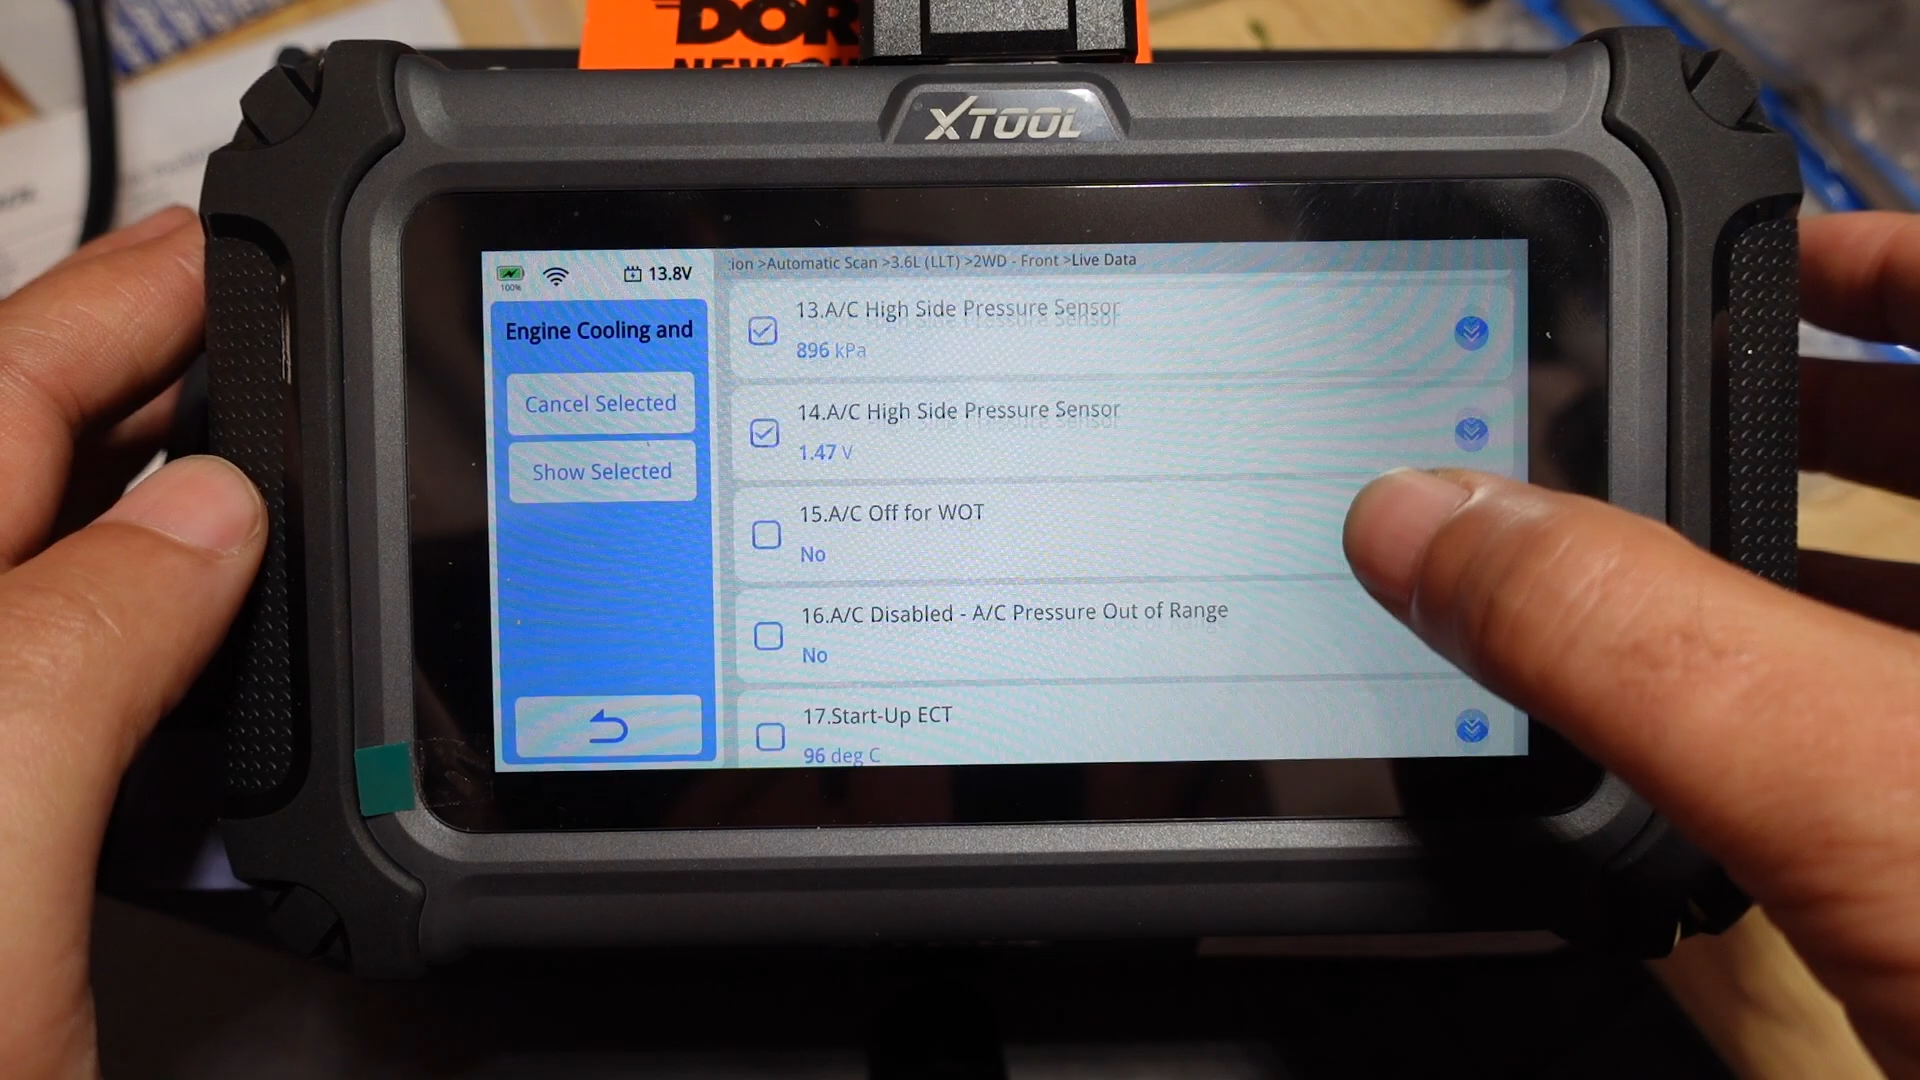 DOR
XTOOL
100%
13.8V
ion >Automatic Scan >3.6L (LLT) >2WD - Front >Live Data
Engine Cooling and
Cancel Selected
Show Selected
13.A/C High Side Pressure Sensor
896 kPa
14.A/C High Side Pressure Sensor
1.47 V
15.A/C Off for WOT
No
16.A/C Disabled - A/C Pressure Out of Range
No
17.Start-Up ECT
96 deg C